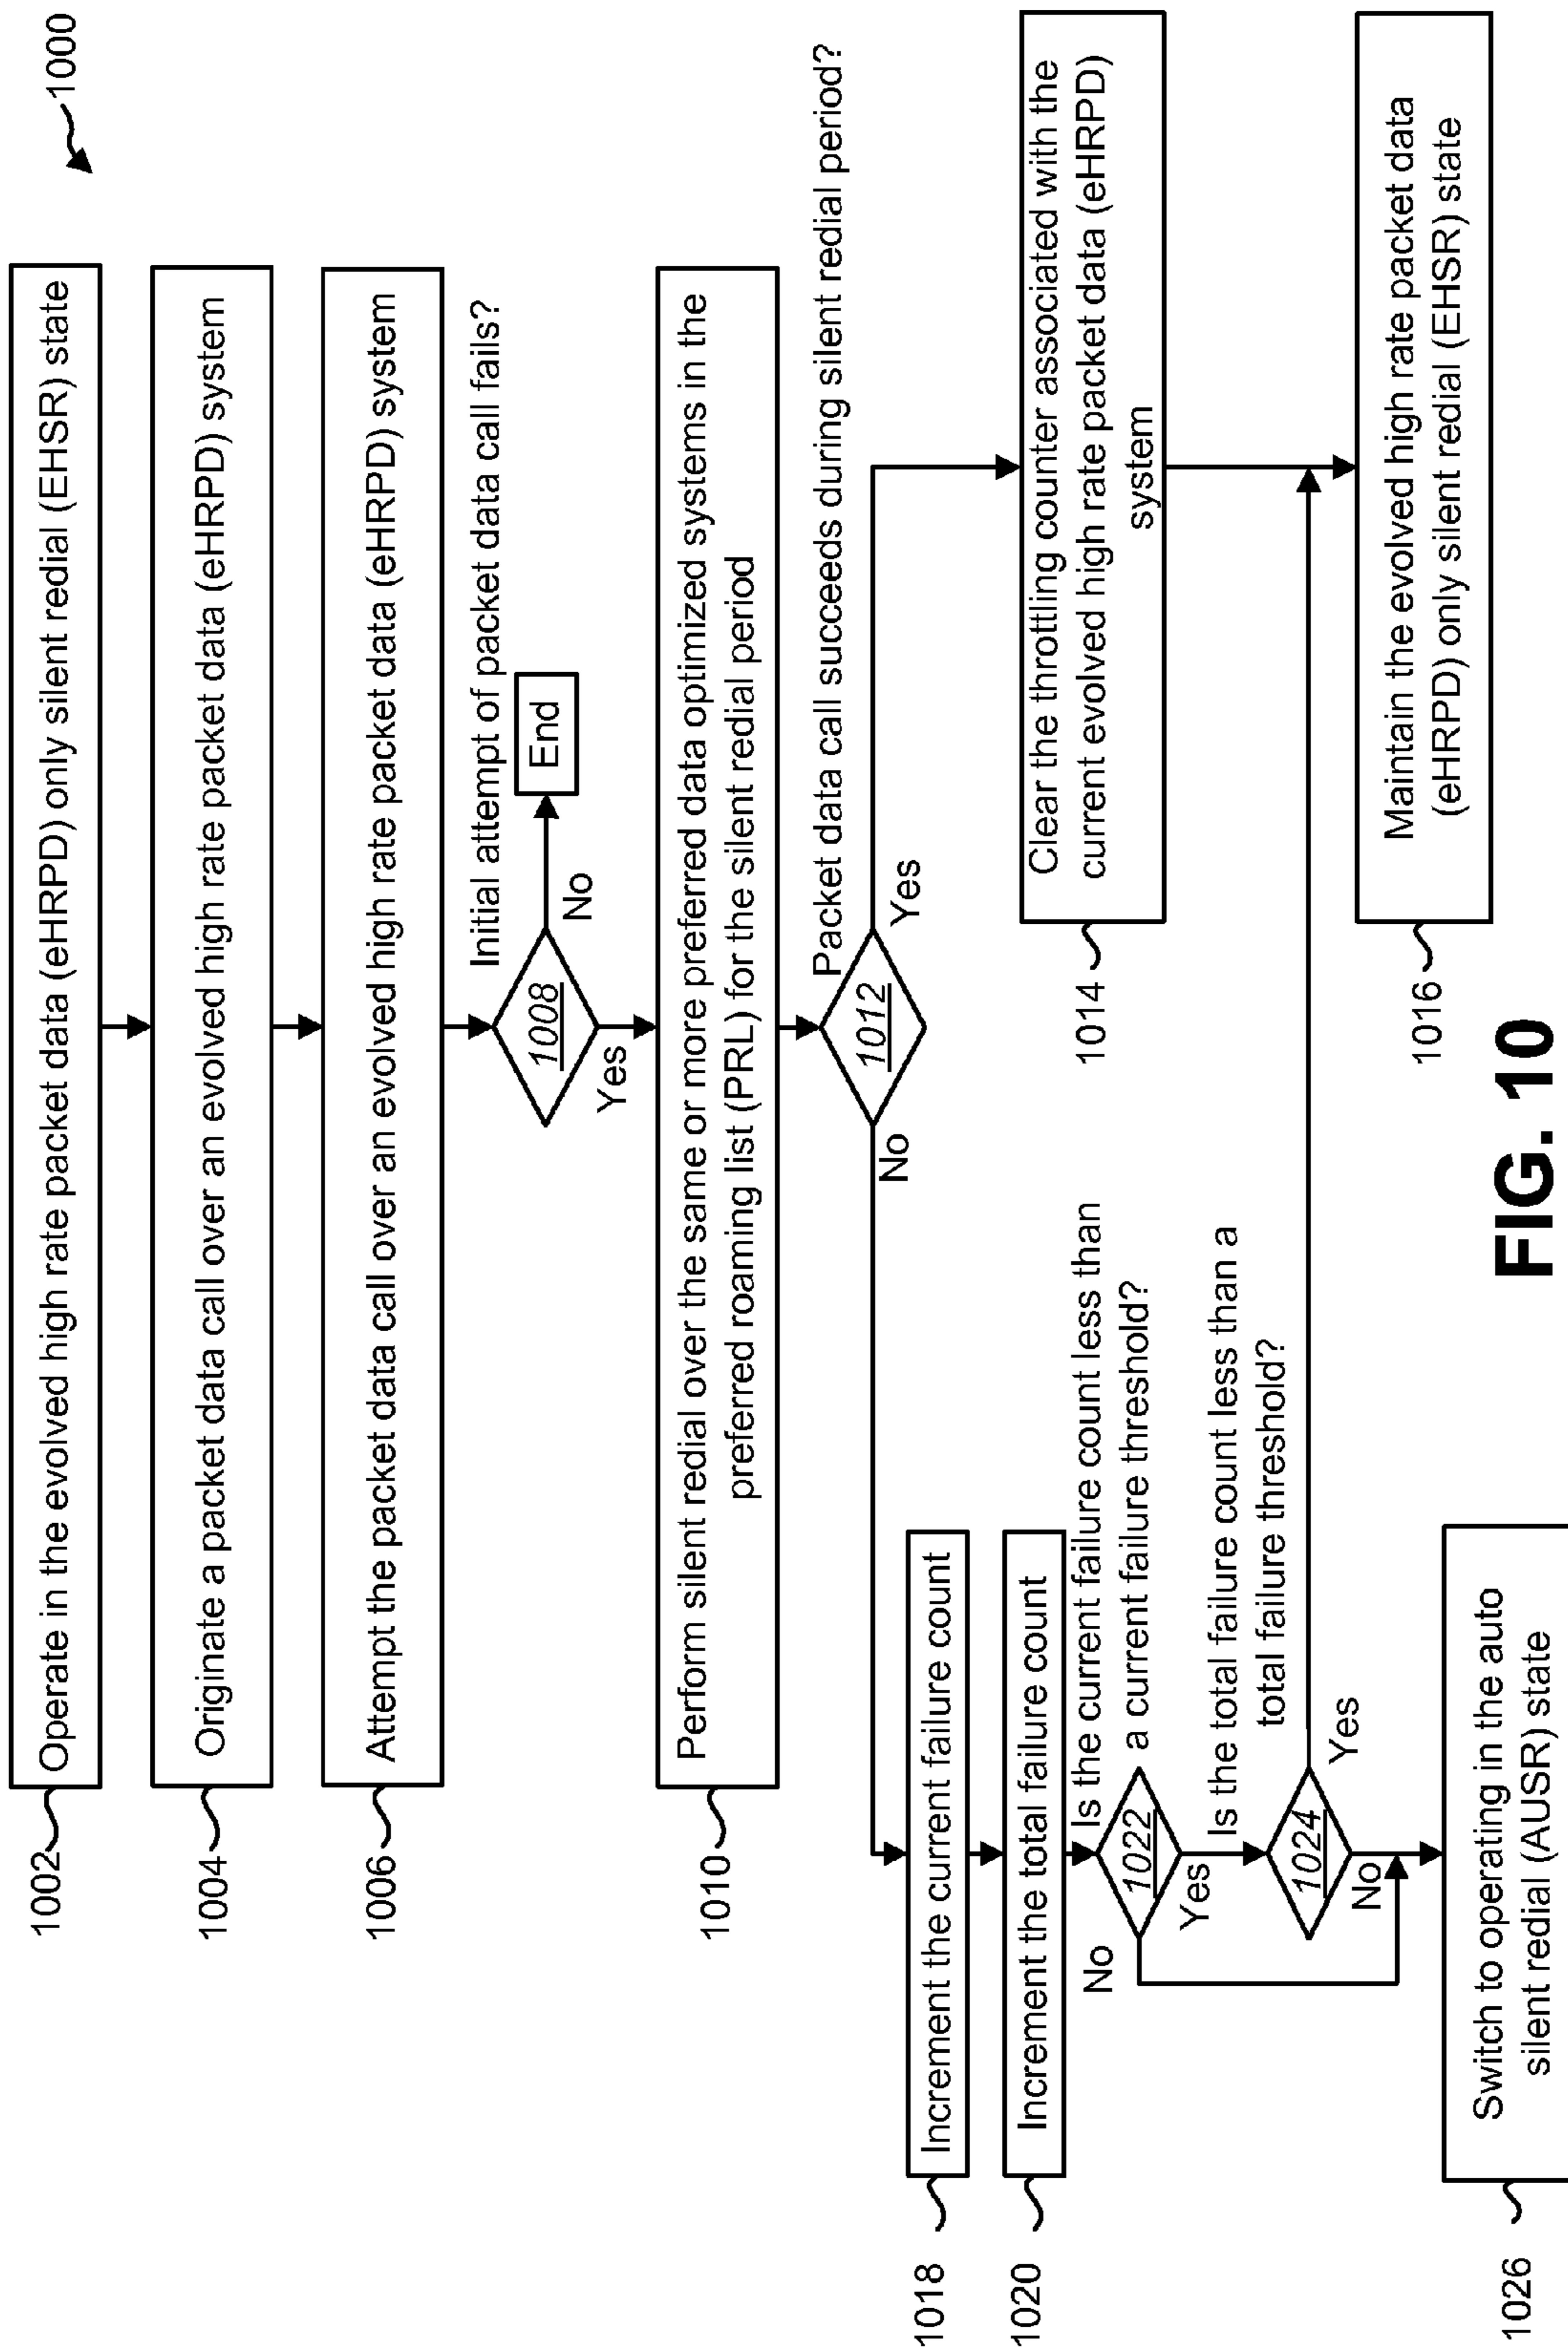 1000
1002
Operate in the evolved high rate packet data (eHRPD) only silent redial (EHSR) state
1004
Originate a packet data call over an evolved high rate packet data (eHRPD) system
1006
Attempt the packet data call over an evolved high rate packet data (eHRPD) system
Initial attempt of packet data call fails?
1008
No
End
Yes
1010
Perform silent redial over the same or more preferred data optimized systems in the
preferred roaming list (PRL) for the silent redial period
Packet data call succeeds during silent redial period?
1012
No
Yes
1014
Clear the throttling counter associated with the
current evolved high rate packet data (eHRPD)
system
1016
Maintain the evolved high rate packet data
(eHRPD) only silent redial (EHSR) state
1018
Increment the current failure count
1020
Increment the total failure count
Is the current failure count less than
a current failure threshold?
1022
No
Yes
Is the total failure count less than a
total failure threshold?
1024
No
Yes
1026
Switch to operating in the auto
silent redial (AUSR) state
FIG. 10